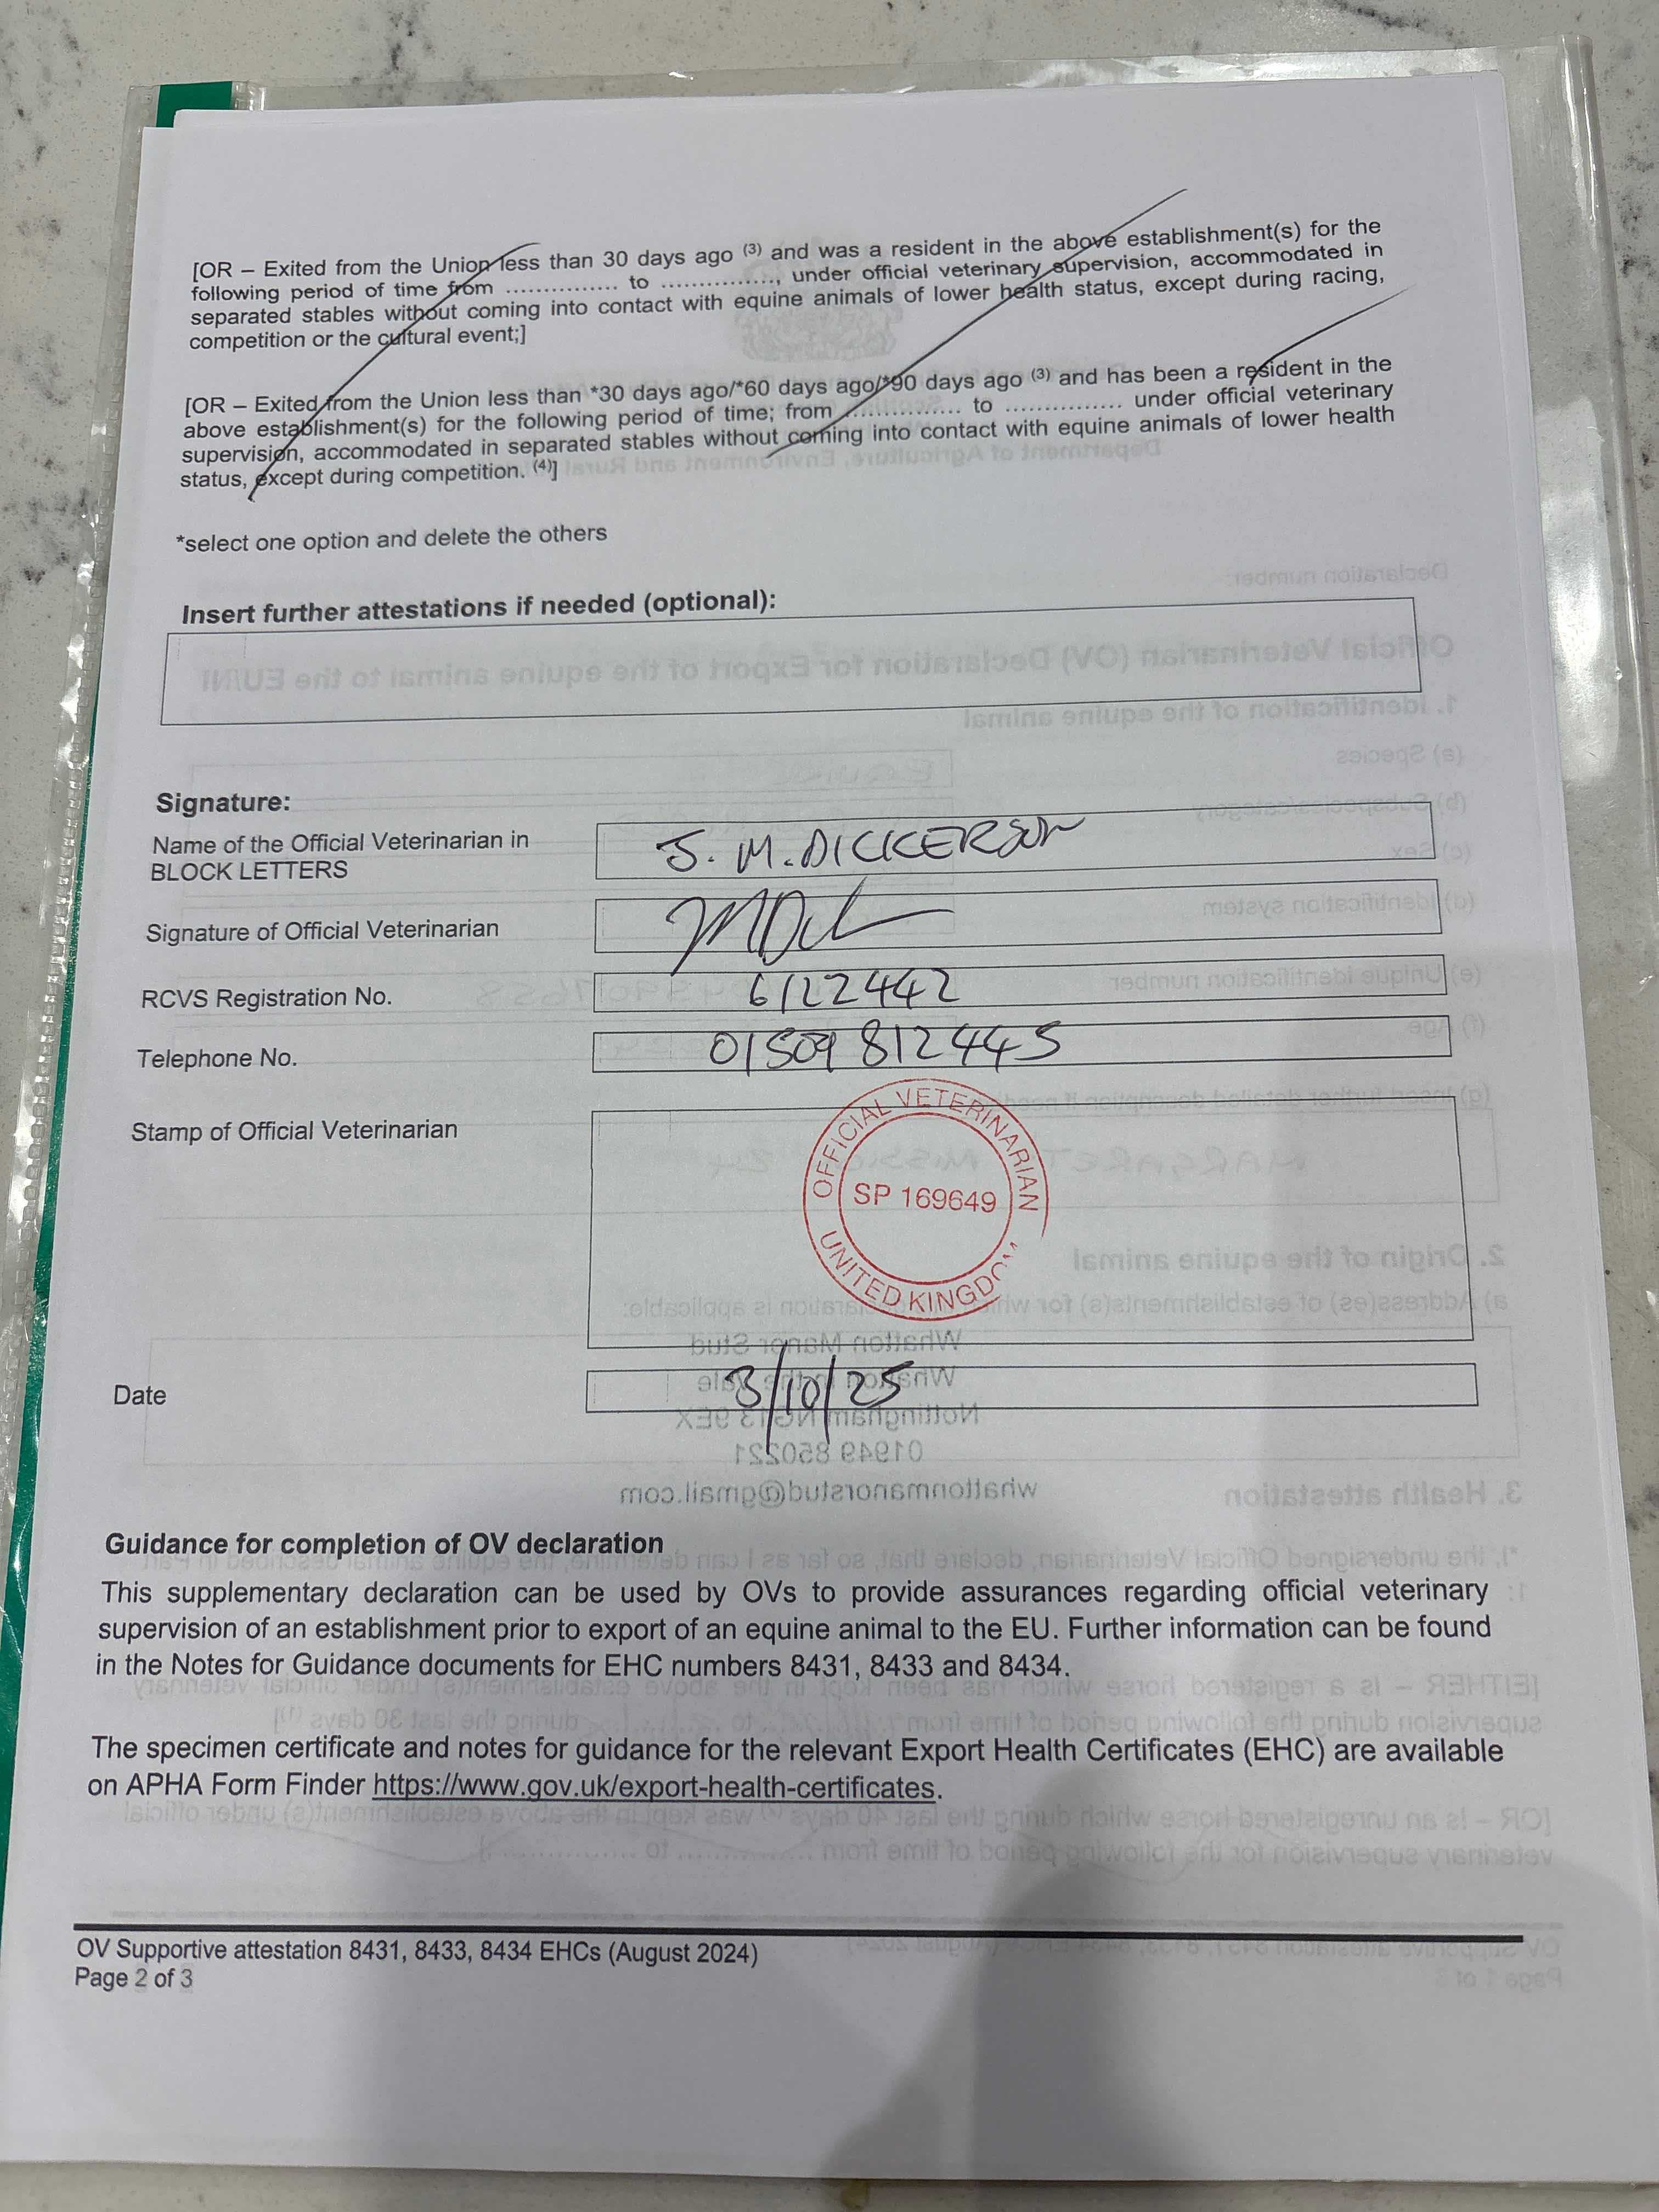 [OR – Exited from the Union less than 30 days ago (3) and was a resident in the above establishment(s) for the
following period of time from ................ to ................, under official veterinary supervision, accommodated in
separated stables without coming into contact with equine animals of lower health status, except during racing,
competition or the cultural event;]
[OR – Exited from the Union less than *30 days ago/*60 days ago/*90 days ago (3) and has been a resident in the
above establishment(s) for the following period of time; from ................ to ................ under official veterinary
supervision, accommodated in separated stables without coming into contact with equine animals of lower health
status, except during competition. (4)]
*select one option and delete the others
Insert further attestations if needed (optional):
Signature:
Name of the Official Veterinarian in
BLOCK LETTERS
J. M. DICKERSON
Signature of Official Veterinarian
RCVS Registration No.
6122442
Telephone No.
01509 812445
Stamp of Official Veterinarian
OFFICIAL VETERINARIAN
SP 169649
UNITED KINGDOM
Date
3/10/25
Guidance for completion of OV declaration
This supplementary declaration can be used by OVs to provide assurances regarding official veterinary
supervision of an establishment prior to export of an equine animal to the EU. Further information can be found
in the Notes for Guidance documents for EHC numbers 8431, 8433 and 8434.
The specimen certificate and notes for guidance for the relevant Export Health Certificates (EHC) are available
on APHA Form Finder https://www.gov.uk/export-health-certificates.
OV Supportive attestation 8431, 8433, 8434 EHCs (August 2024)
Page 2 of 3